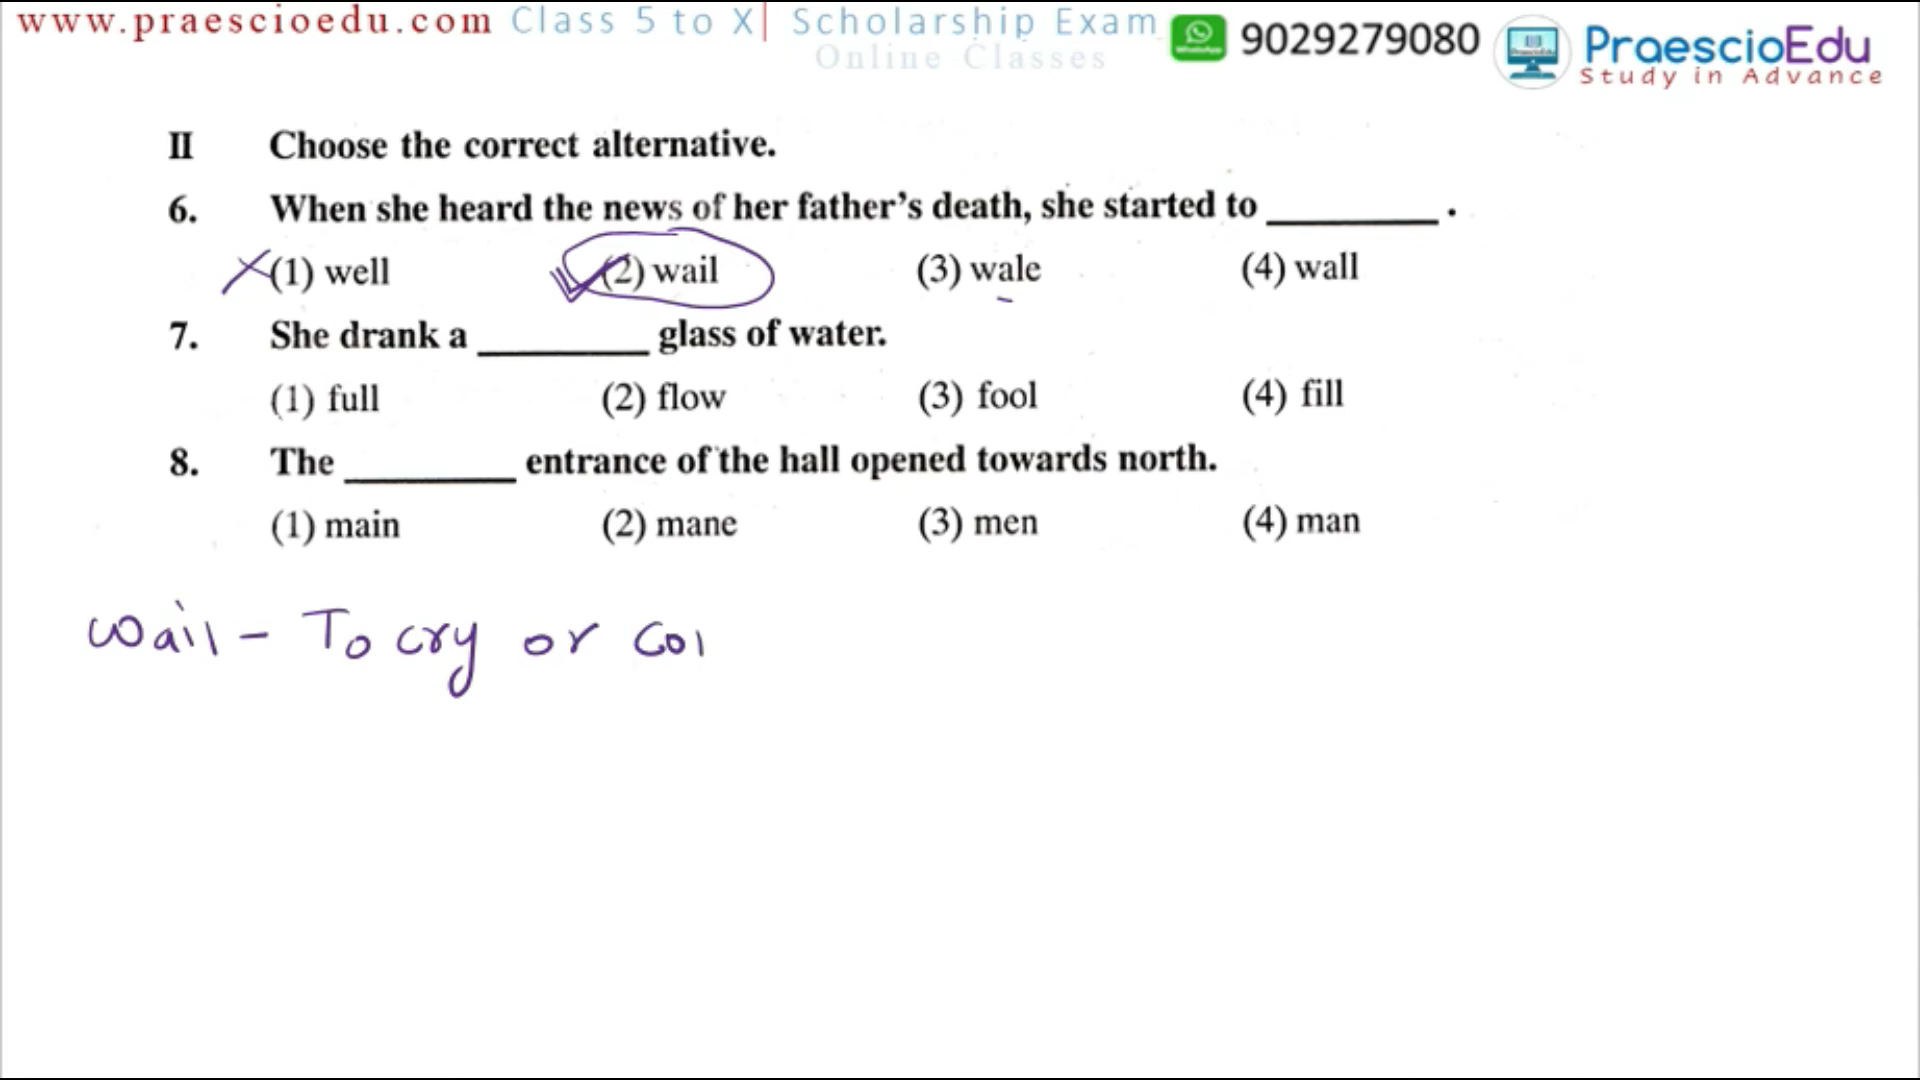 www.praescioedu.com Class 5 to X| Scholarship Exam
Online Classes
WhatsApp
9029279080
PraescioEdu
Study in Advance
II Choose the correct alternative.
6. When she heard the news of her father's death, she started to ________ .
(1) well (2) wail (3) wale (4) wall
7. She drank a ________ glass of water.
(1) full (2) flow (3) fool (4) fill
8. The ________ entrance of the hall opened towards north.
(1) main (2) mane (3) men (4) man
Wail - To cry or